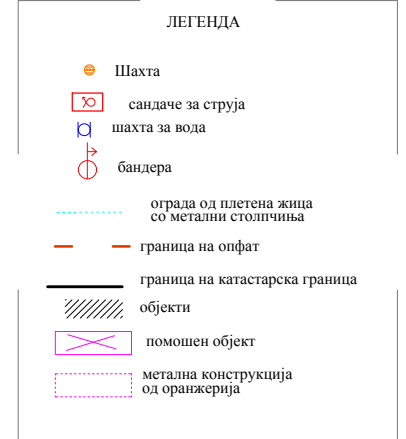 ЛЕГЕНДА
Шахта
сандаче за струја
шахта за вода
бандера
ограда од плетена жица
со метални столпчиња
граница на опфат
граница на катастарска граница
објекти
помошен објект
метална конструкција
од оранжерија